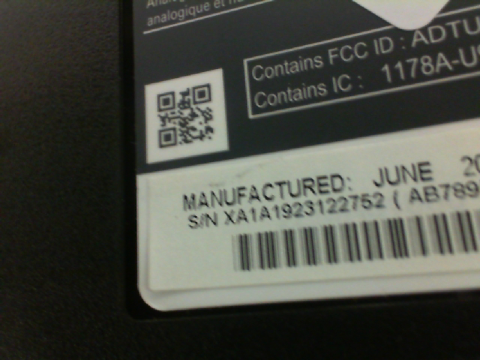 analogique et
Contains FCC ID : ADTU
Contains IC : 1178A-U
MANUFACTURED: JUNE 20
S/N XA1A1923122752 ( AB789